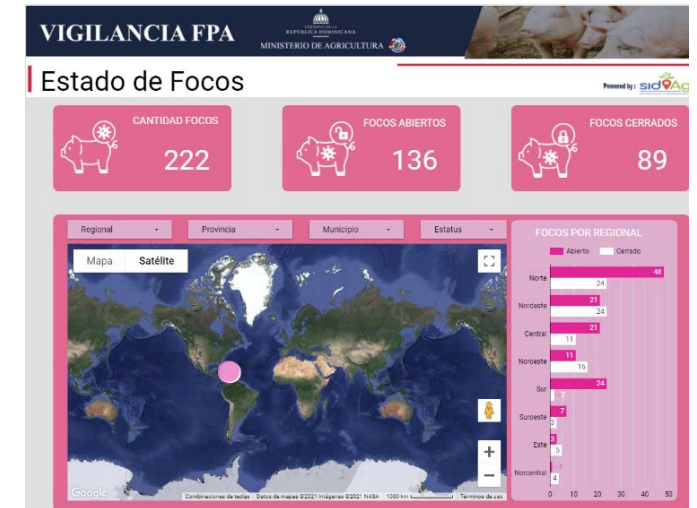 VIGILANCIA FPA
GOBIERNO DE LA
REPÚBLICA DOMINICANA
MINISTERIO DE AGRICULTURA
Estado de Focos
Powered by: sidAg
CANTIDAD FOCOS
222
FOCOS ABIERTOS
136
FOCOS CERRADOS
89
Regional
Provincia
Municipio
Estatus
Mapa Satélite
Google
Combinaciones de teclas Datos de mapas ©2021 Imágenes ©2021 NASA 1000 km Términos de uso
FOCOS POR REGIONAL
Abierto Cerrado
Norte 48
24
Nordeste 21
24
Central 21
11
Noroeste 11
16
Sur 24
2
Suroeste 7
3
Este 3
5
Norcentral 1
4
0 10 20 30 40 50